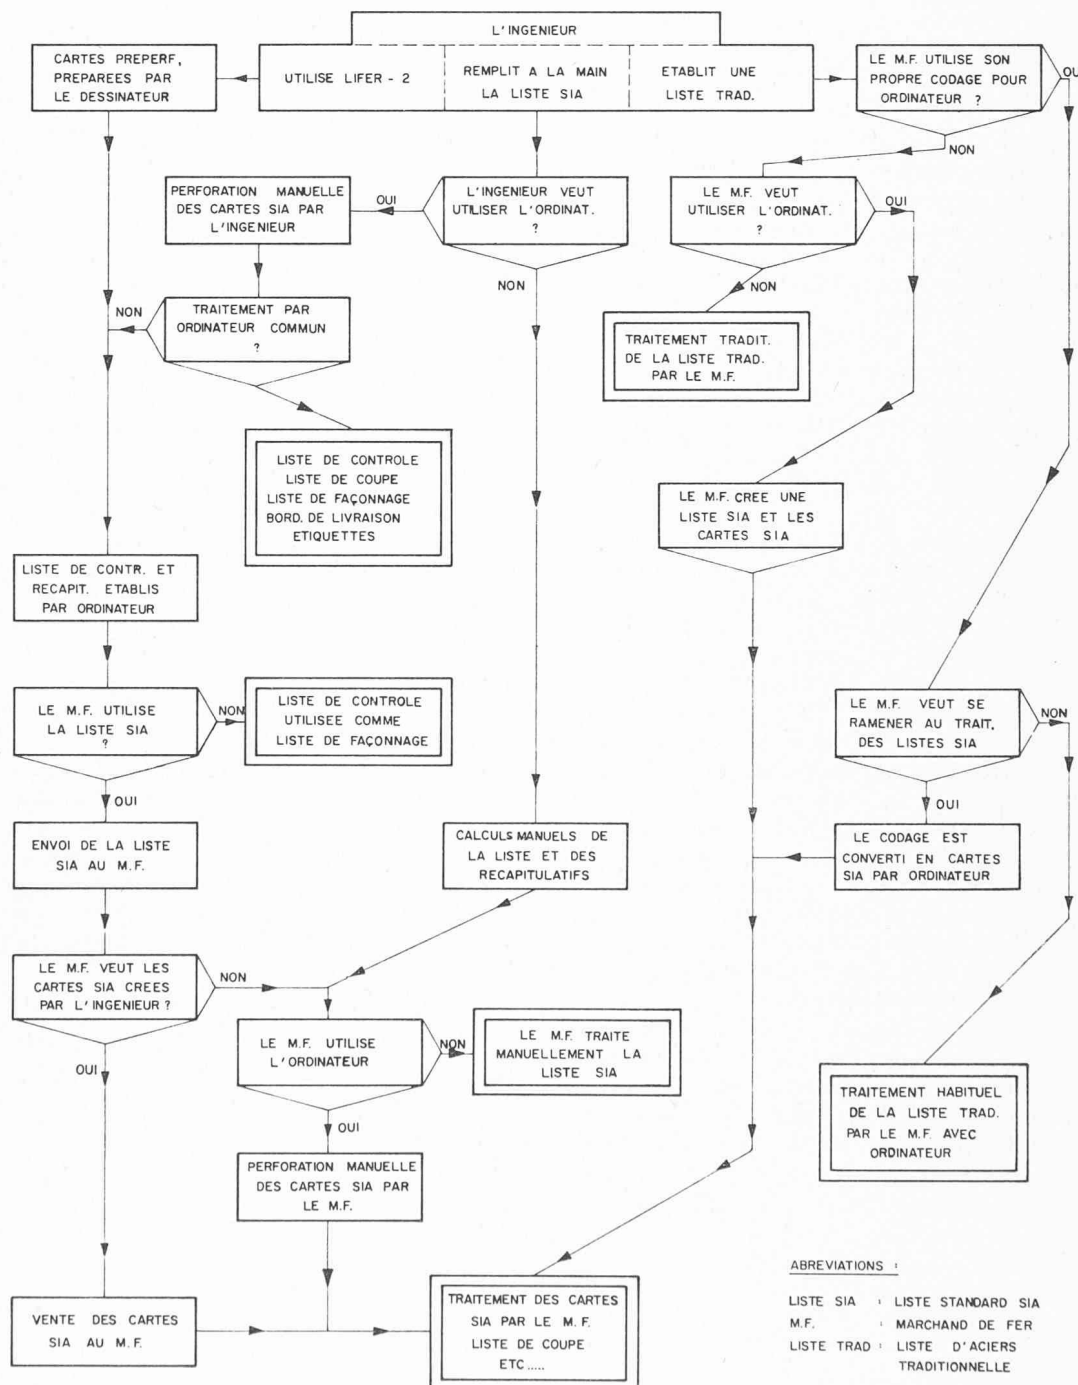 L'INGENIEUR
UTILISE LIFER - 2
REMPLIT A LA MAIN
LA LISTE SIA
ETABLIT UNE
LISTE TRAD.
CARTES PREPERF,
PREPAREES PAR
LE DESSINATEUR
LE M.F. UTILISE SON
PROPRE CODAGE POUR
ORDINATEUR ?
NON
PERFORATION MANUELLE
DES CARTES SIA PAR
L'INGENIEUR
OUI
L'INGENIEUR VEUT
UTILISER L'ORDINAT.
?
NON
LE M.F. VEUT
UTILISER L'ORDINAT.
?
OUI
NON
NON
TRAITEMENT PAR
ORDINATEUR COMMUN
?
TRAITEMENT TRADIT.
DE LA LISTE TRAD.
PAR LE M.F.
LISTE DE CONTROLE
LISTE DE COUPE
LISTE DE FAÇONNAGE
BORD. DE LIVRAISON
ETIQUETTES
LE M.F. CREE UNE
LISTE SIA ET LES
CARTES SIA
LISTE DE CONTR. ET
RECAPIT. ETABLIS
PAR ORDINATEUR
LE M.F. UTILISE
LA LISTE SIA
?
NON
OUI
LISTE DE CONTROLE
UTILISEE COMME
LISTE DE FAÇONNAGE
LE M.F. VEUT SE
RAMENER AU TRAIT.
DES LISTES SIA
NON
OUI
ENVOI DE LA LISTE
SIA AU M.F.
CALCULS MANUELS DE
LA LISTE ET DES
RECAPITULATIFS
LE CODAGE EST
CONVERTI EN CARTES
SIA PAR ORDINATEUR
LE M.F. VEUT LES
CARTES SIA CREES
PAR L'INGENIEUR ?
NON
OUI
LE M.F. UTILISE
L'ORDINATEUR
NON
OUI
LE M.F. TRAITE
MANUELLEMENT LA
LISTE SIA
TRAITEMENT HABITUEL
DE LA LISTE TRAD.
PAR LE M.F. AVEC
ORDINATEUR
PERFORATION MANUELLE
DES CARTES SIA PAR
LE M.F.
VENTE DES CARTES
SIA AU M.F.
TRAITEMENT DES CARTES
SIA PAR LE M.F.
LISTE DE COUPE
ETC.....
ABREVIATIONS :
LISTE SIA : LISTE STANDARD SIA
M.F. : MARCHAND DE FER
LISTE TRAD : LISTE D'ACIERS
TRADITIONNELLE